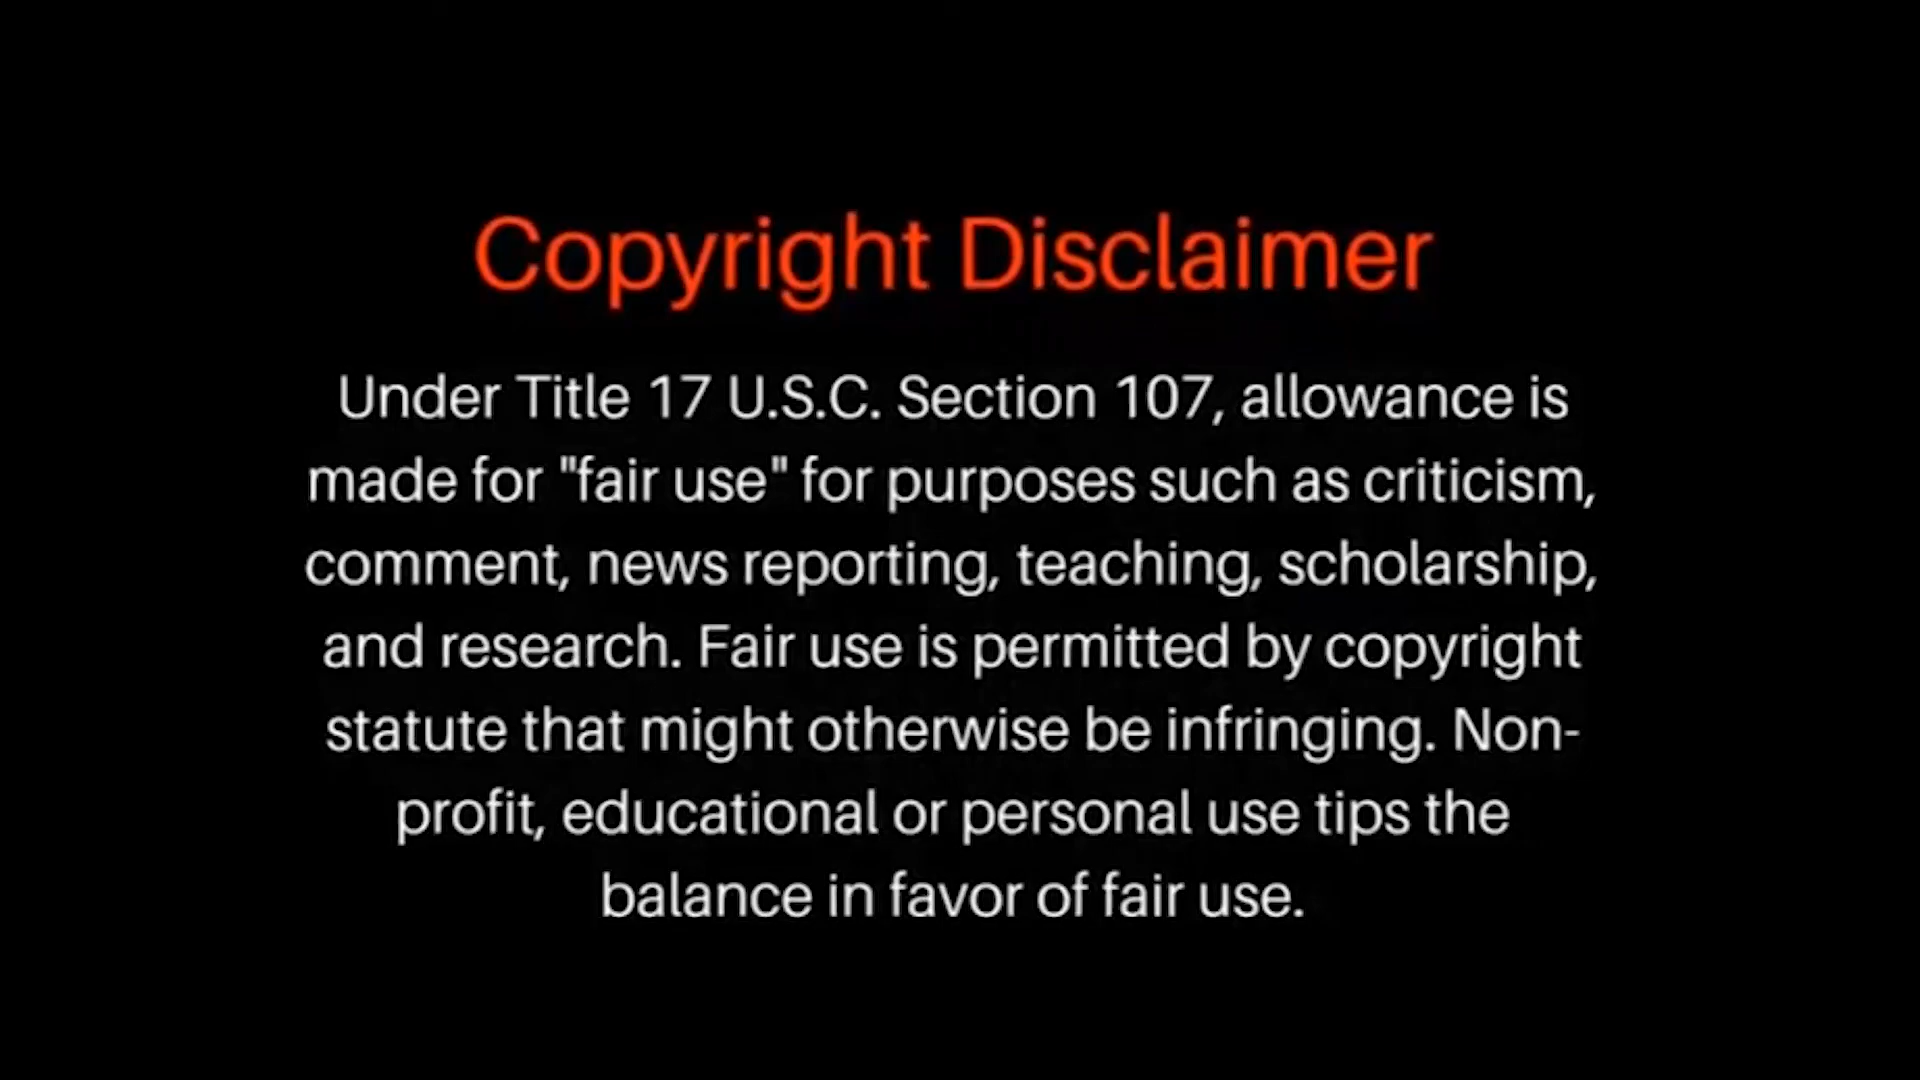 Copyright Disclaimer
Under Title 17 U.S.C. Section 107, allowance is
made for "fair use" for purposes such as criticism,
comment, news reporting, teaching, scholarship,
and research. Fair use is permitted by copyright
statute that might otherwise be infringing. Non-
profit, educational or personal use tips the
balance in favor of fair use.